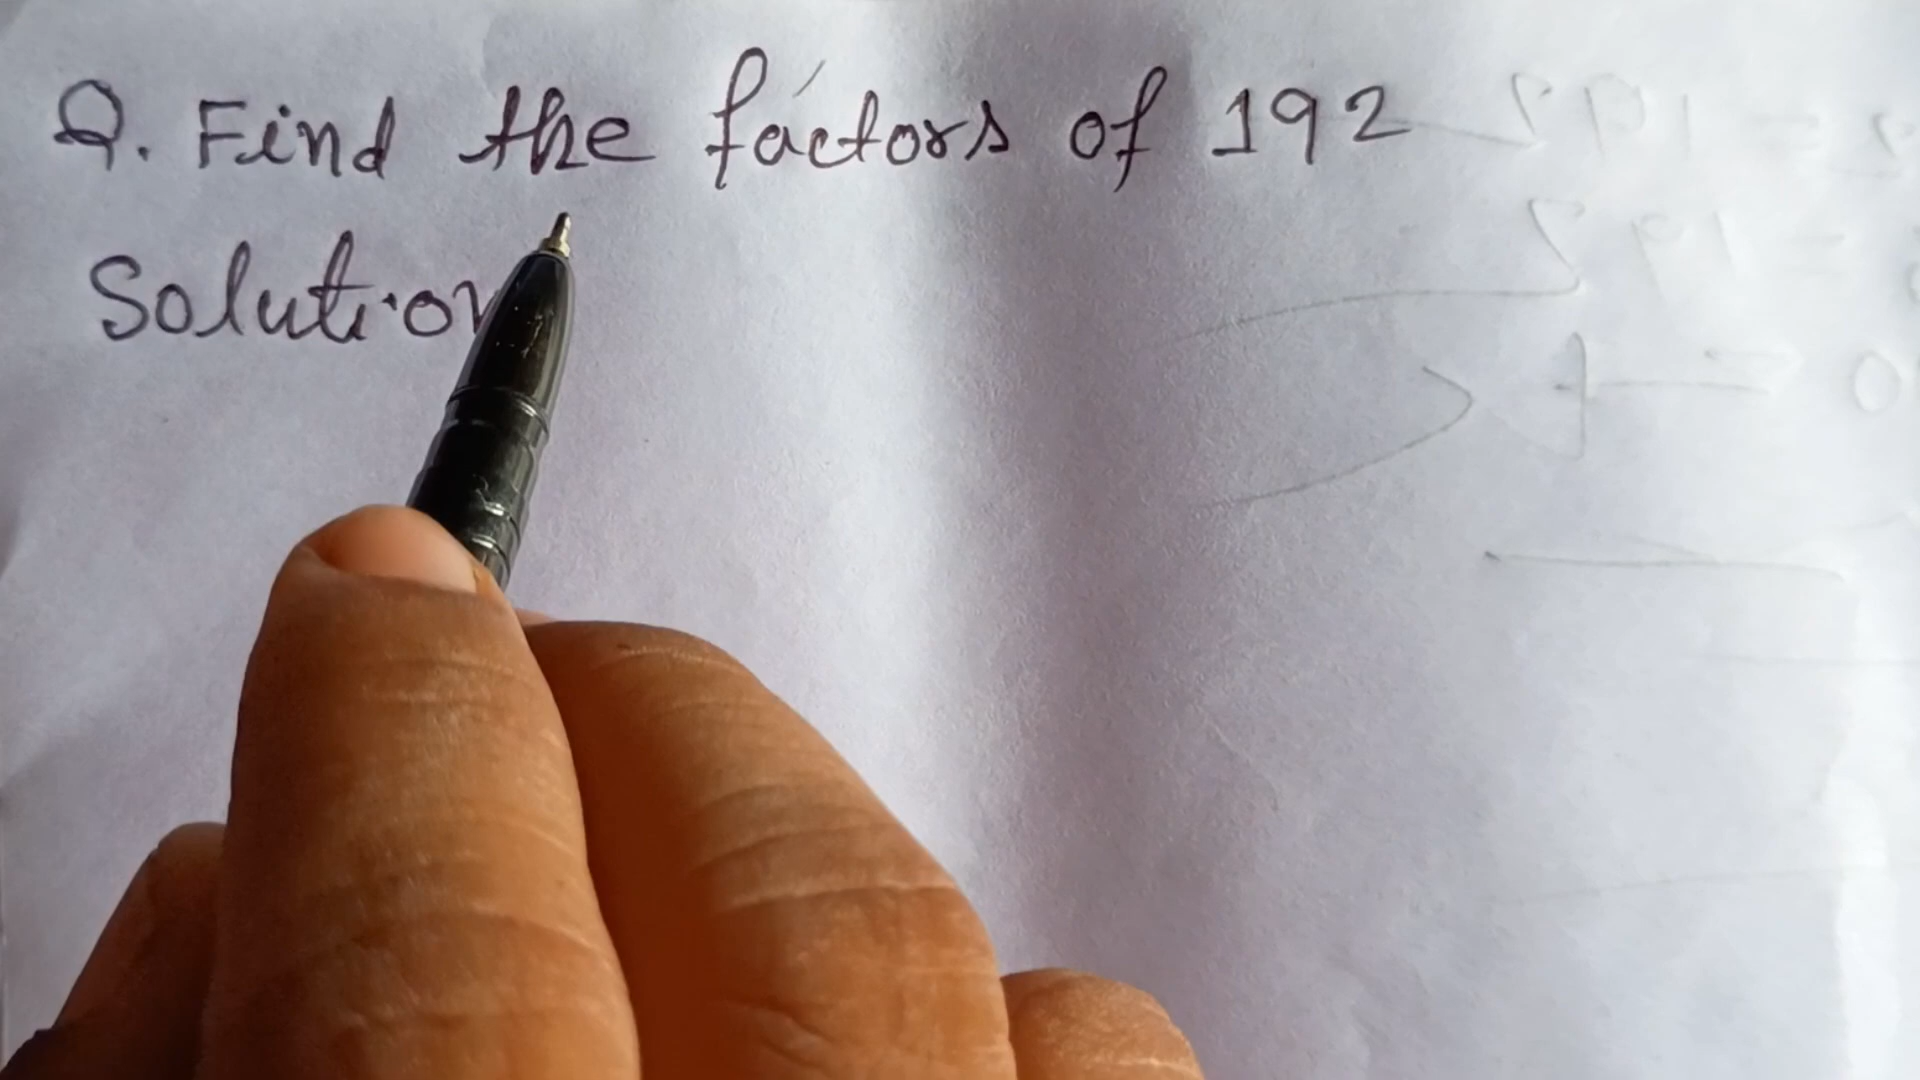 Q. Find the factors of 192
Solution